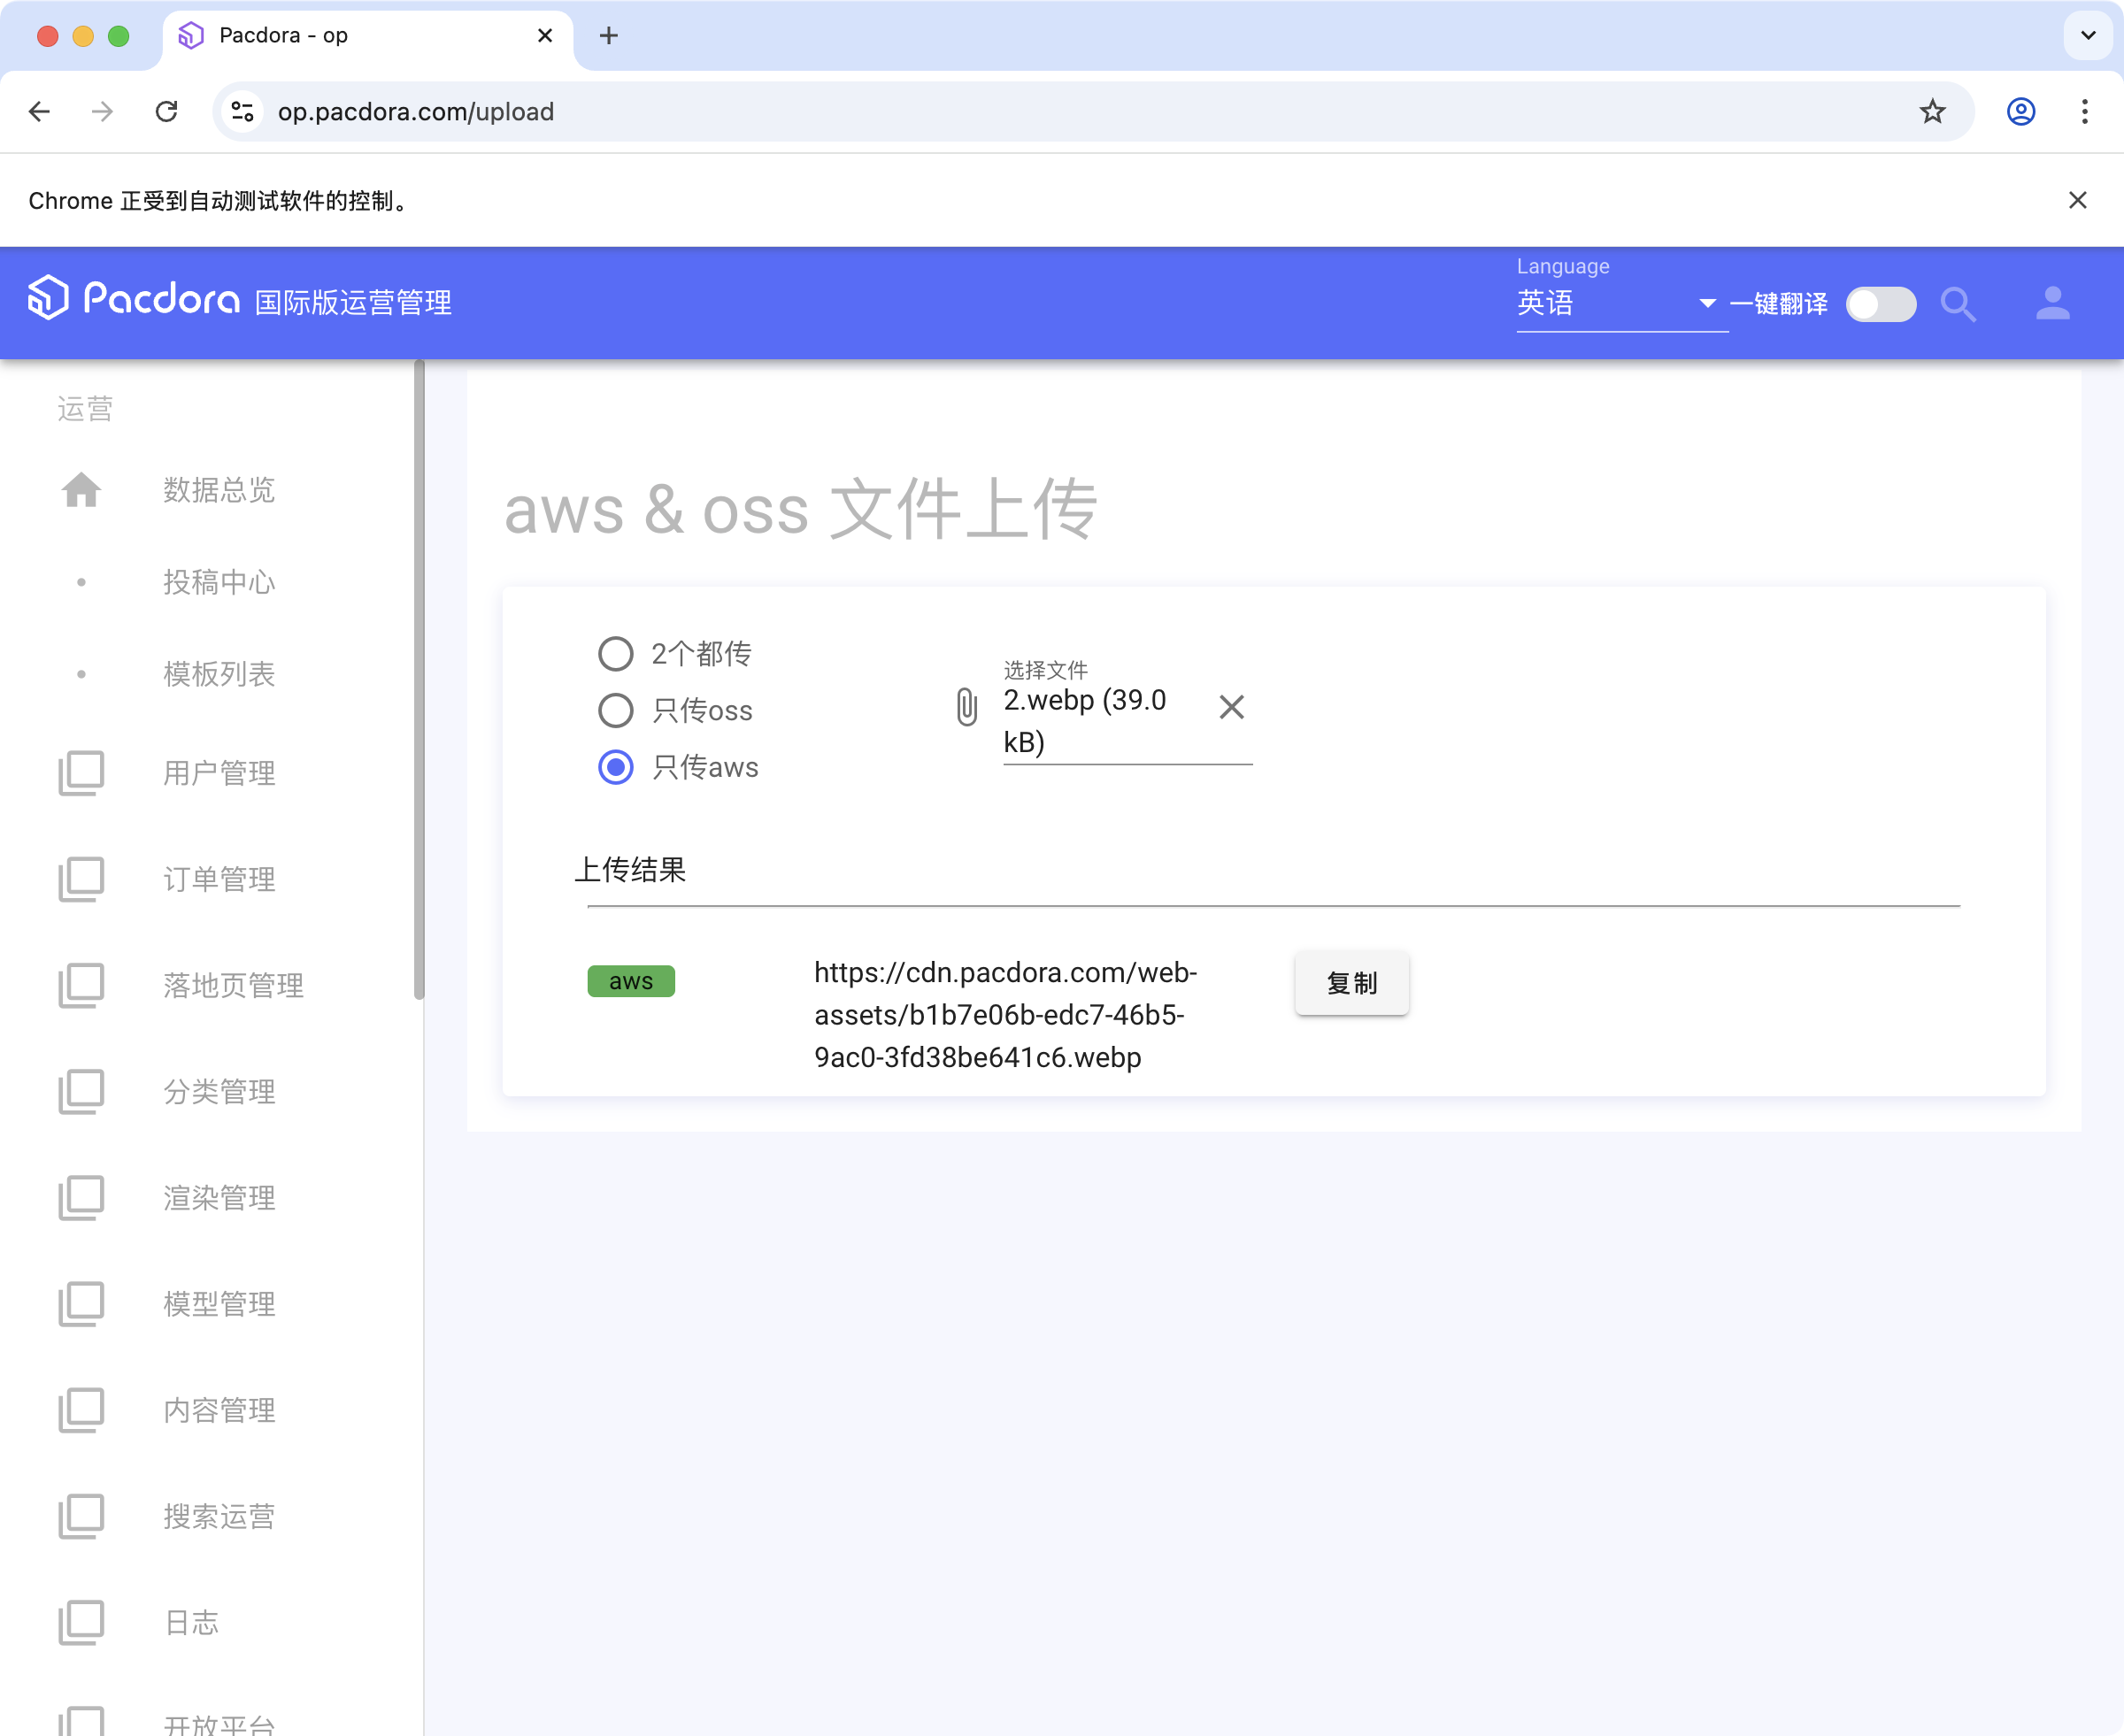 Pacdora - op
op.pacdora.com/upload
Chrome 正受到自动测试软件的控制。
Pacdora 国际版运营管理
Language
英语
一键翻译
运营
数据总览
投稿中心
模板列表
用户管理
订单管理
落地页管理
分类管理
渲染管理
模型管理
内容管理
搜索运营
日志
开放平台
aws & oss 文件上传
2个都传
只传oss
只传aws
选择文件
2.webp (39.0
kB)
上传结果
aws
https://cdn.pacdora.com/web-
assets/b1b7e06b-edc7-46b5-
9ac0-3fd38be641c6.webp
复制